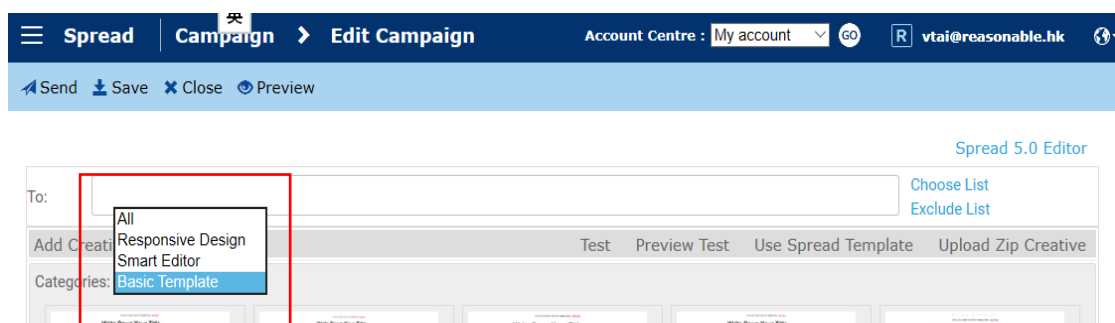 英
Spread Campaign Edit Campaign Account Centre : My account GO R vtai@reasonable.hk
Send Save Close Preview
Spread 5.0 Editor
To: Choose List
Exclude List
All
Responsive Design
Smart Editor
Basic Template
Add Creati Test Preview Test Use Spread Template Upload Zip Creative
Categories: